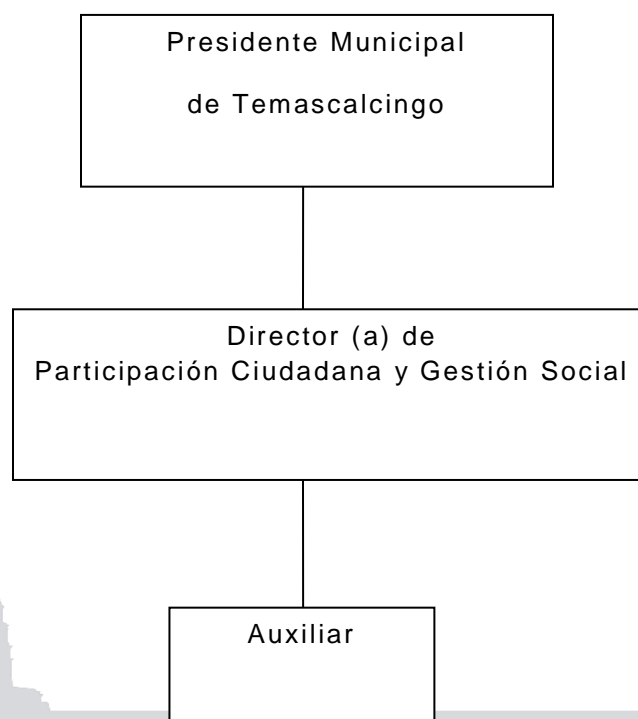 Presidente Municipal
de Temascalcingo
Director (a) de
Participación Ciudadana y Gestión Social
Auxiliar